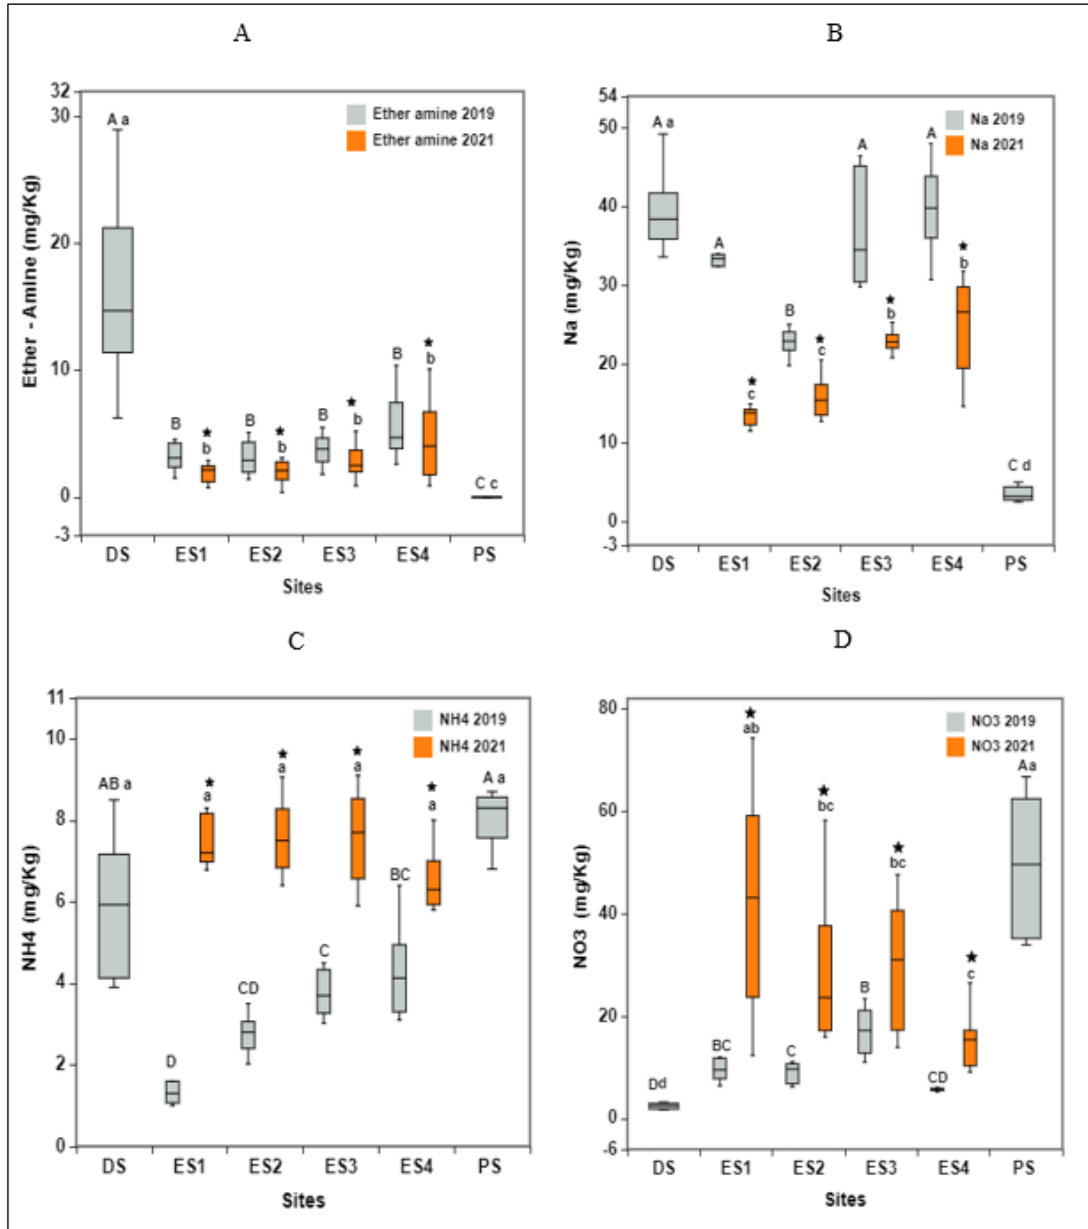 A
Ether - Amine (mg/Kg)
32
30
20
10
0
-3
Ether amine 2019
Ether amine 2021
A a
B
★
b
B
★
b
B
★
b
B
★
b
C c
DS ES1 ES2 ES3 ES4 PS
Sites
B
Na (mg/Kg)
54
50
40
30
20
10
0
-3
Na 2019
Na 2021
A a
A
★
c
B
★
c
A
★
b
A
★
b
C d
DS ES1 ES2 ES3 ES4 PS
Sites
C
NH4 (mg/Kg)
11
10
8
6
4
2
0
NH4 2019
NH4 2021
AB a
D
★
a
CD
★
a
C
★
a
BC
★
a
A a
DS ES1 ES2 ES3 ES4 PS
Sites
D
NO3 (mg/Kg)
80
60
40
20
0
-6
NO3 2019
NO3 2021
Dd
BC
★
ab
C
★
bc
B
★
bc
CD
★
c
Aa
DS ES1 ES2 ES3 ES4 PS
Sites